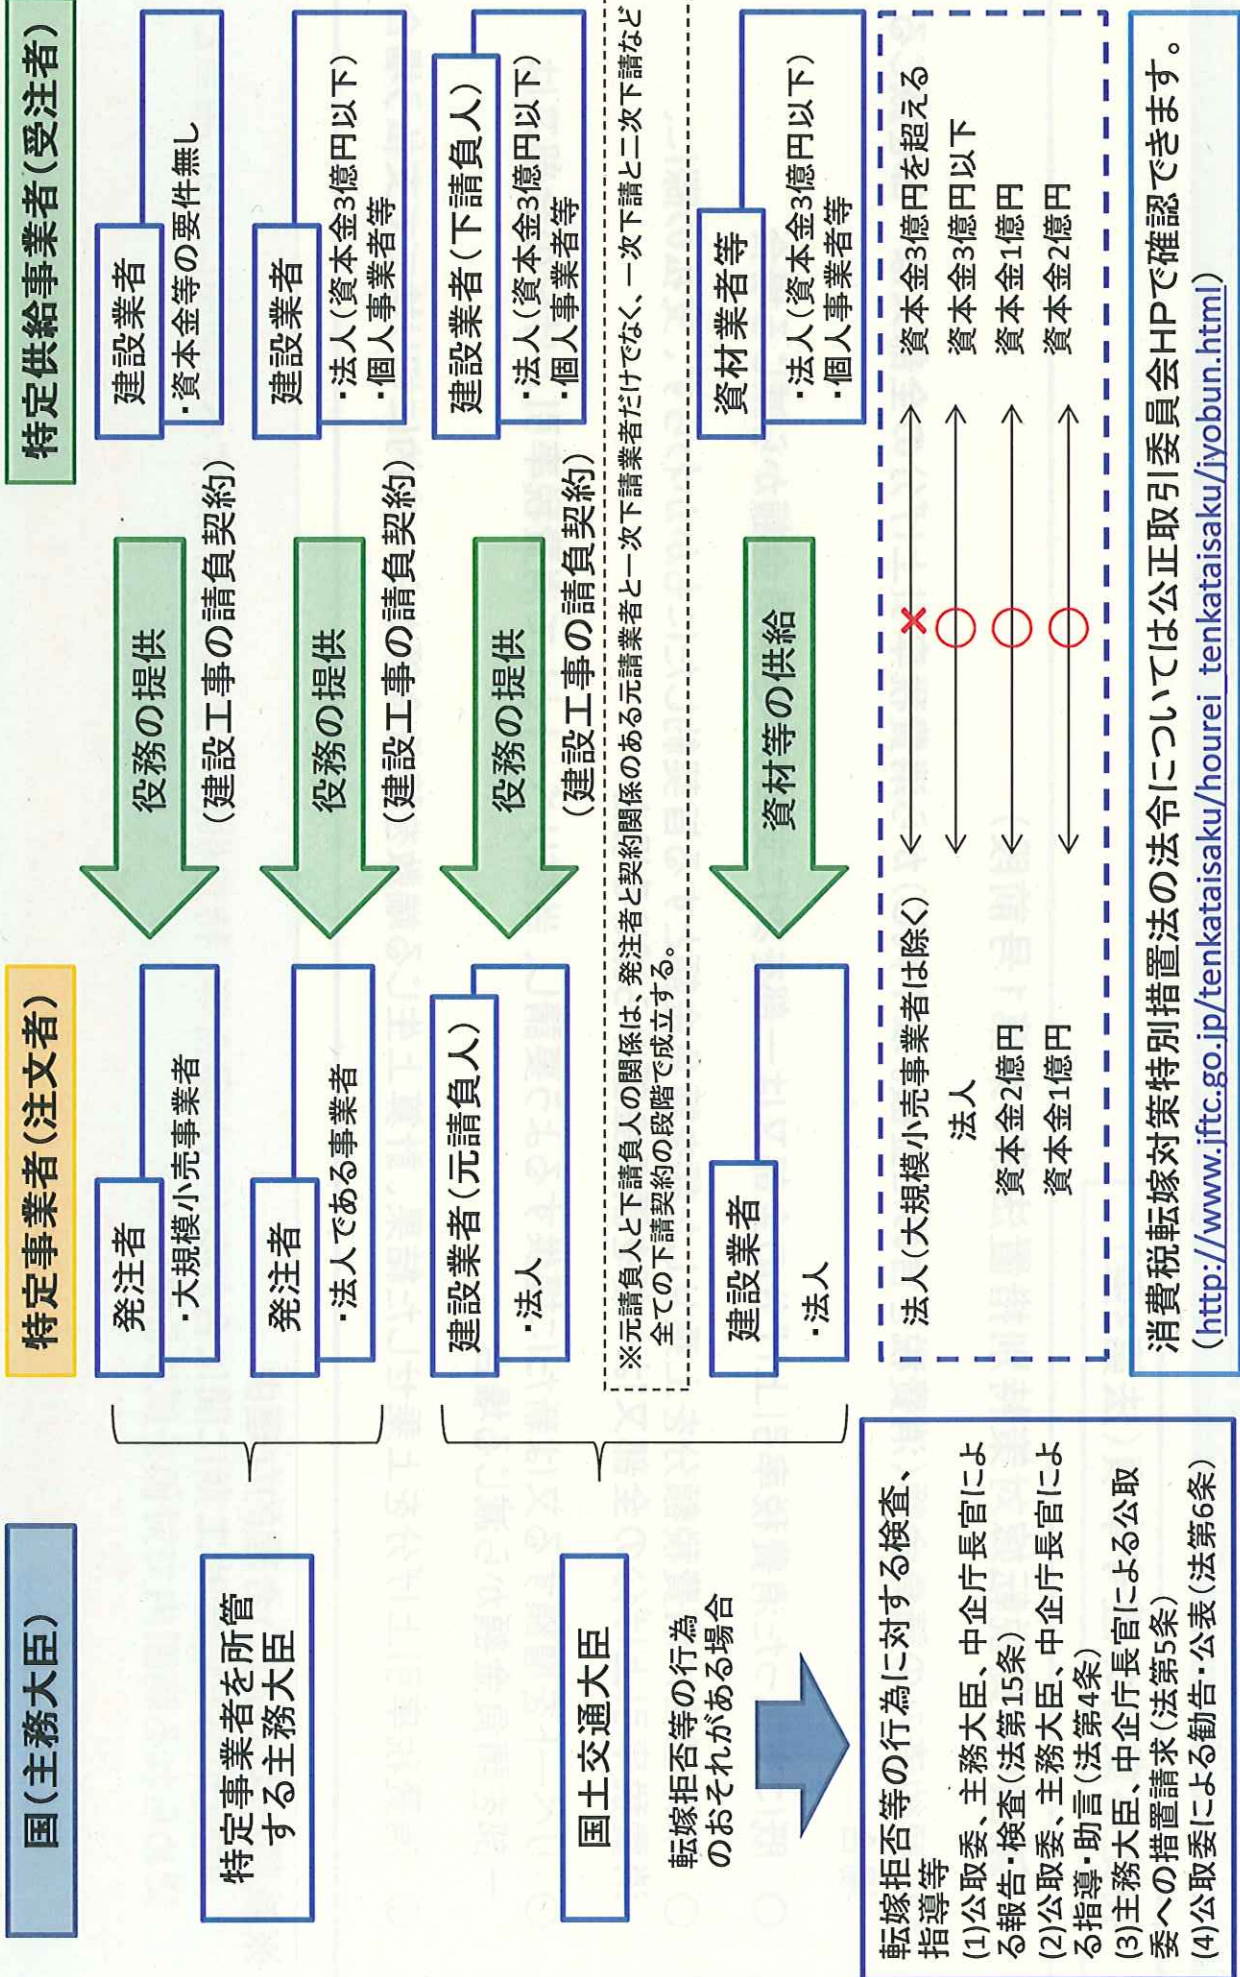 国(主務大臣)
特定事業者(注文者)
特定供給事業者(受注者)
特定事業者を所管
する主務大臣
発注者
・大規模小売事業者
役務の提供
(建設工事の請負契約)
建設業者
・資本金等の要件無し
発注者
・法人である事業者
役務の提供
(建設工事の請負契約)
建設業者
・法人(資本金3億円以下)
・個人事業者等
国土交通大臣
建設業者(元請負人)
・法人
役務の提供
(建設工事の請負契約)
建設業者(下請負人)
・法人(資本金3億円以下)
・個人事業者等
※元請負人と下請負人の関係は、発注者と契約関係のある元請業者と一次下請業者だけでなく、一次下請と二次下請など
全ての下請契約の段階で成立する。
建設業者
・法人
資材等の供給
資材業者等
・法人(資本金3億円以下)
・個人事業者等
転嫁拒否等の行為
のおそれがある場合
転嫁拒否等の行為に対する検査、
指導等
(1)公取委、主務大臣、中企庁長官によ
る報告・検査(法第15条)
(2)公取委、主務大臣、中企庁長官によ
る指導・助言(法第4条)
(3)主務大臣、中企庁長官による公取
委への措置請求(法第5条)
(4)公取委による勧告・公表(法第6条)
法人(大規模小売事業者は除く) × 資本金3億円を超える
法人 ○ 資本金3億円以下
資本金2億円 ○ 資本金1億円
資本金1億円 ○ 資本金2億円
消費税転嫁対策特別措置法の法令については公正取引委員会HPで確認できます。
(http://www.jftc.go.jp/tenkataisaku/hourei_tenkataisaku/jyobun.html)